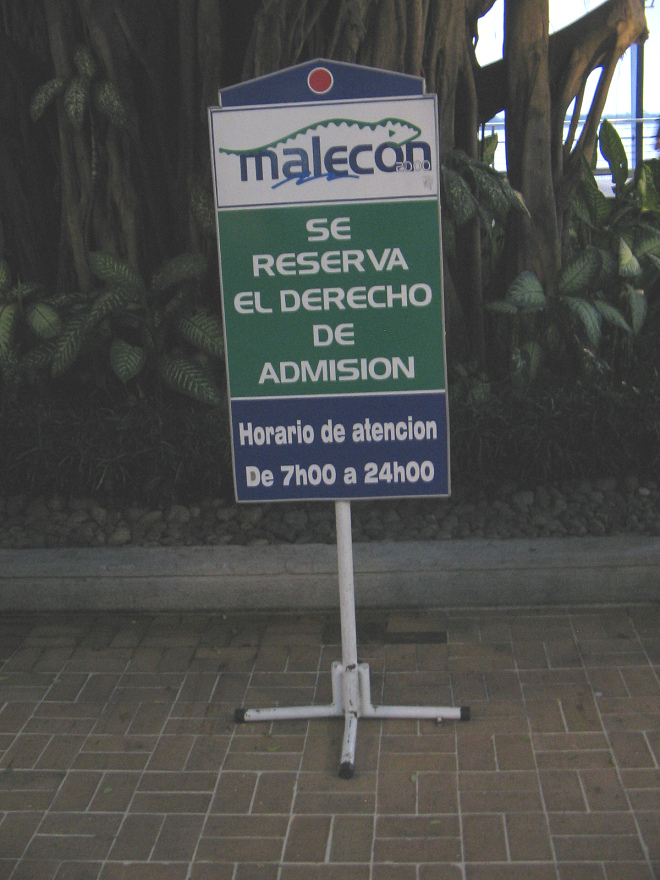 malecon 2000
SE
RESERVA
EL DERECHO
DE
ADMISION
Horario de atencion
De 7h00 a 24h00